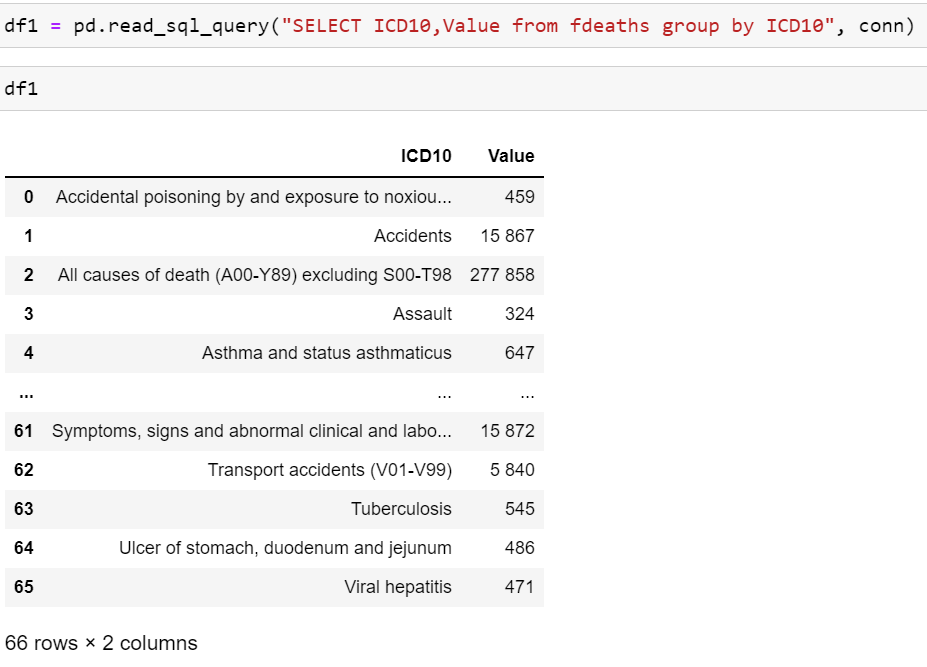 df1 = pd.read_sql_query("SELECT ICD10,Value from fdeaths group by ICD10", conn)
df1
ICD10 Value
0 Accidental poisoning by and exposure to noxiou... 459
1 Accidents 15 867
2 All causes of death (A00-Y89) excluding S00-T98 277 858
3 Assault 324
4 Asthma and status asthmaticus 647
... ... ...
61 Symptoms, signs and abnormal clinical and labo... 15 872
62 Transport accidents (V01-V99) 5 840
63 Tuberculosis 545
64 Ulcer of stomach, duodenum and jejunum 486
65 Viral hepatitis 471
66 rows × 2 columns